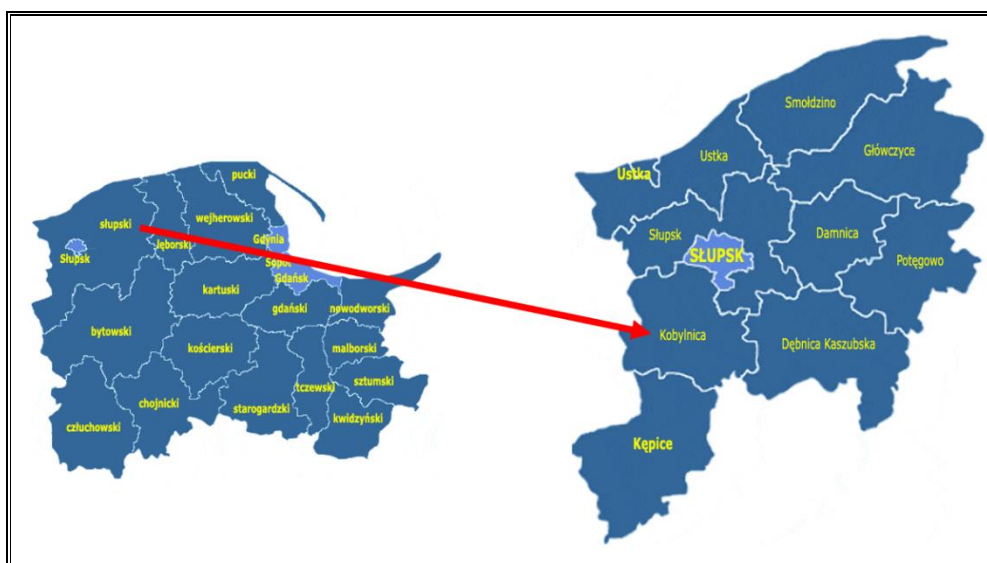 pucki
wejherowski
słupski
Gdynia
lęborski
Słupsk
Sopot
Gdańsk
kartuski
gdański
nowodworski
bytowski
kościerski
malborski
sztumski
tczewski
chojnicki
starogardzki
kwidzyński
człuchowski
Smołdzino
Główczyce
Ustka
Ustka
Słupsk
SŁUPSK
Damnica
Potęgowo
Kobylnica
Dębnica Kaszubska
Kępice